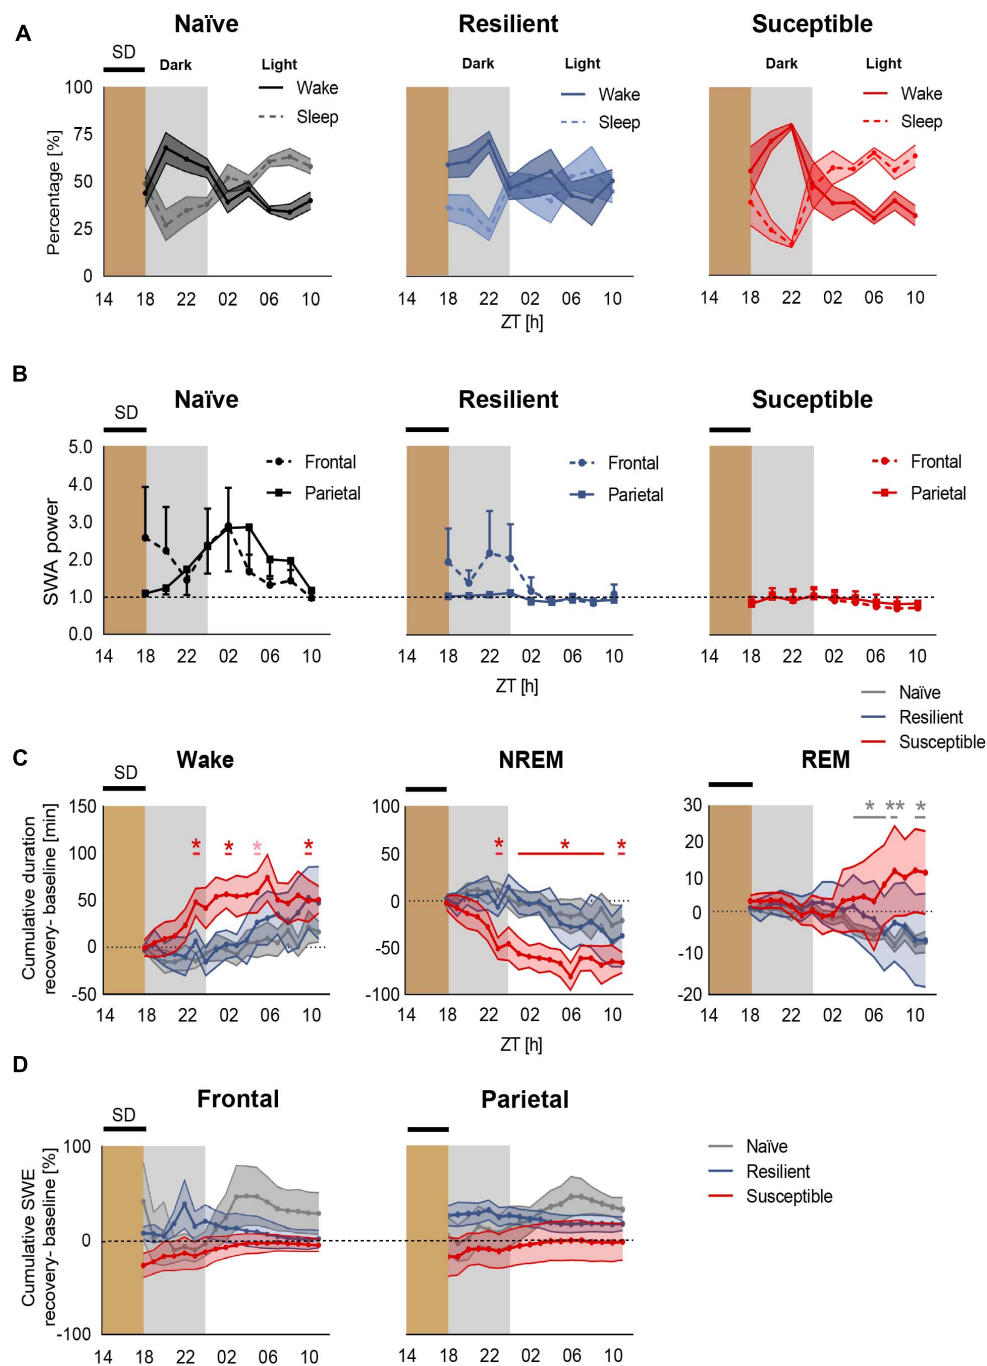 A
Naïve Resilient Suceptible
SD
Dark Light Dark Light Dark Light
Wake Wake Wake
Sleep Sleep Sleep
Percentage [%]
100
75
50
25
0
14 18 22 02 06 10 14 18 22 02 06 10 14 18 22 02 06 10
ZT [h]
B
Naïve Resilient Suceptible
SD
Frontal Frontal Frontal
Parietal Parietal Parietal
SWA power
5.0
4.0
3.0
2.0
1.0
0.0
14 18 22 02 06 10 14 18 22 02 06 10 14 18 22 02 06 10
ZT [h]
Naïve
Resilient
Susceptible
C
Wake NREM REM
SD
Cumulative duration
recovery- baseline [min]
150
100
50
0
-50
* * * *
100
50
0
-50
-100
* * *
30
20
10
0
-10
-20
* ** *
14 18 22 02 06 10 14 18 22 02 06 10 14 18 22 02 06 10
ZT [h]
D
Frontal Parietal
SD
Cumulative SWE
recovery- baseline [%]
100
0
-100
Naïve
Resilient
Susceptible
14 18 22 02 06 10 14 18 22 02 06 10